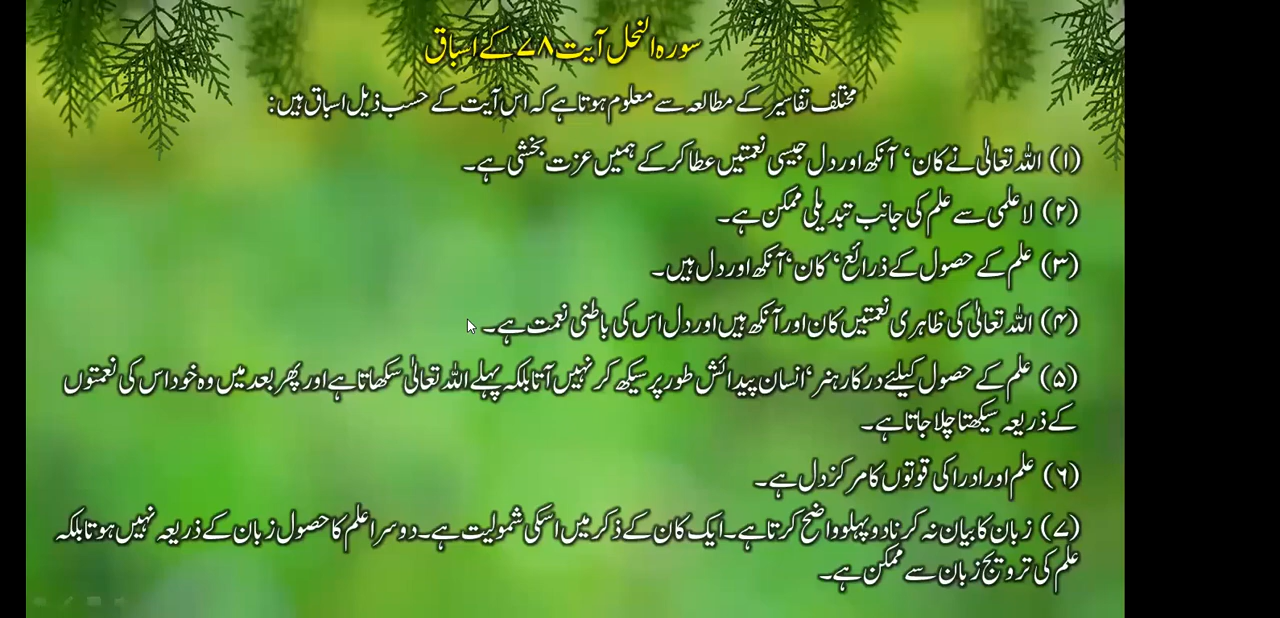 سورہ النحل آیت ۷۸ کے اسباق
مختلف تفاسیر کے مطالعہ سے معلوم ہوتا ہے کہ اس آیت کے حسب ذیل اسباق ہیں:
(۱) اللہ تعالیٰ نے کان‘ آنکھ اور دل جیسی نعمتیں عطا کر کے ہمیں عزت بخشی ہے۔
(۲) لا علمی سے علم کی جانب تبدیلی ممکن ہے۔
(۳) علم کے حصول کے ذرائع‘ کان‘ آنکھ اور دل ہیں۔
(۴) اللہ تعالیٰ کی ظاہری نعمتیں کان اور آنکھ ہیں اور دل اس کی باطنی نعمت ہے۔
(۵) علم کے حصول کیلئے درکار ہنر‘ انسان پیدائش طور پر سیکھ کر نہیں آتا بلکہ پہلے اللہ تعالیٰ سکھاتا ہے اور پھر بعد میں وہ خود اس کی نعمتوں
کے ذریعہ سیکھتا چلا جاتا ہے۔
(۶) علم اور ادرا کی قوتوں کا مرکز دل ہے۔
(۷) زبان کا بیان نہ کرنا دو پہلو واضح کرتا ہے۔ ایک کان کے ذکر میں اسکی شمولیت ہے۔ دوسرا علم کا حصول زبان کے ذریعہ نہیں ہوتا بلکہ
علم کی ترویج زبان سے ممکن ہے۔